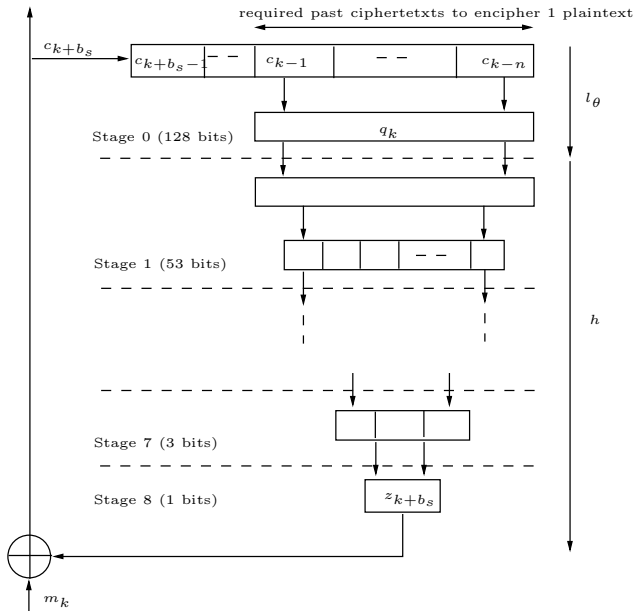 required past ciphertetxts to encipher 1 plaintext
c_{k+b_s}
c_{k+b_s-1} -- c_{k-1} -- c_{k-n}
l_θ
Stage 0 (128 bits)
q_k
Stage 1 (53 bits)
--
h
Stage 7 (3 bits)
Stage 8 (1 bits)
z_{k+b_s}
m_k